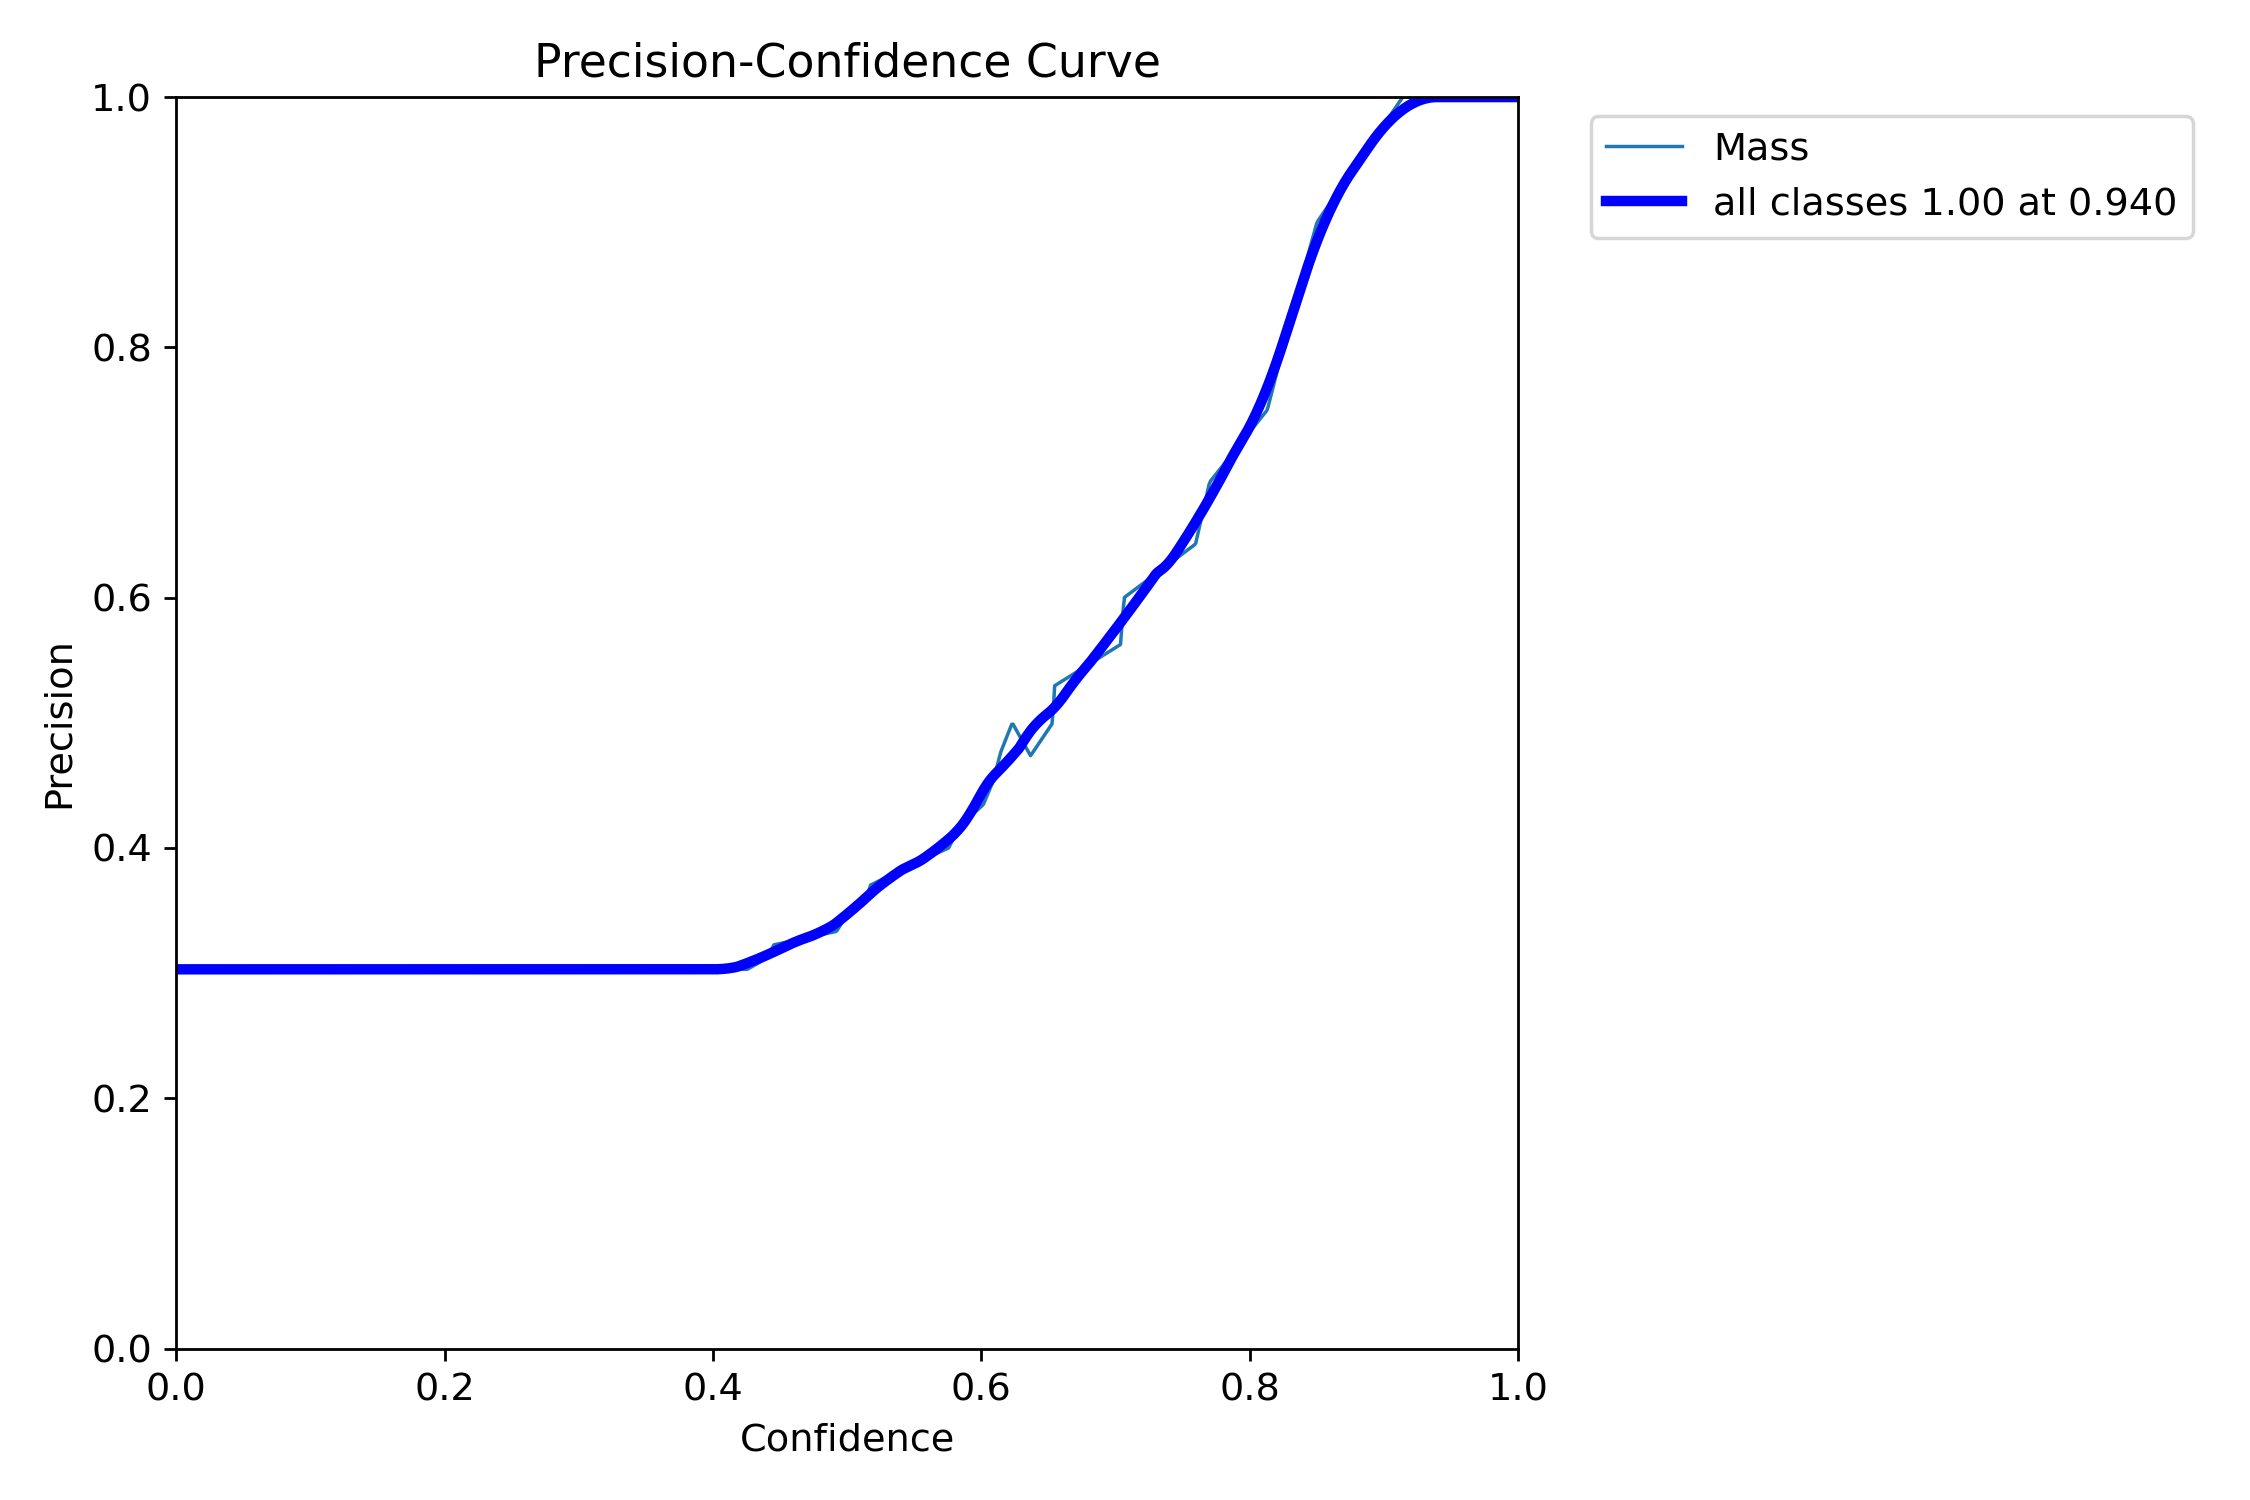 Precision-Confidence Curve
1.0
0.8
0.6
0.4
0.2
0.0
Precision
0.0 0.2 0.4 0.6 0.8 1.0
Confidence
Mass
all classes 1.00 at 0.940